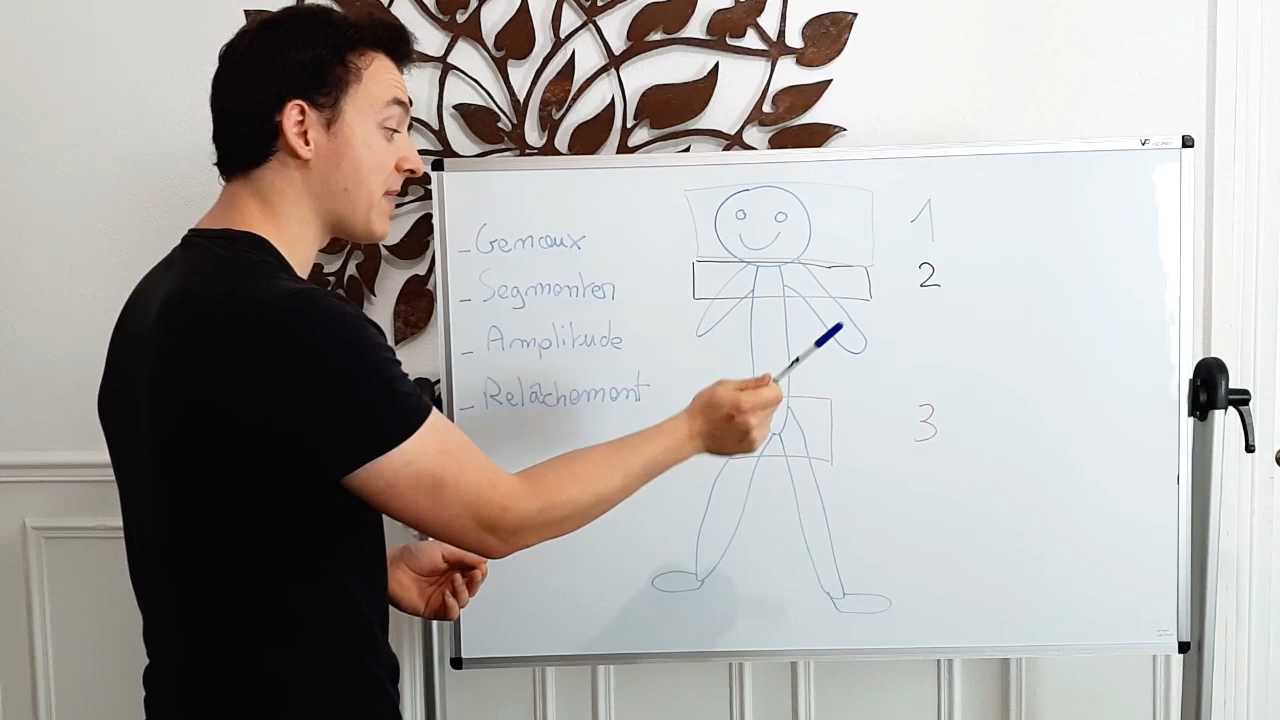 - Genoux
- Segmenter
- Amplitude
- Relâchement
1
2
3